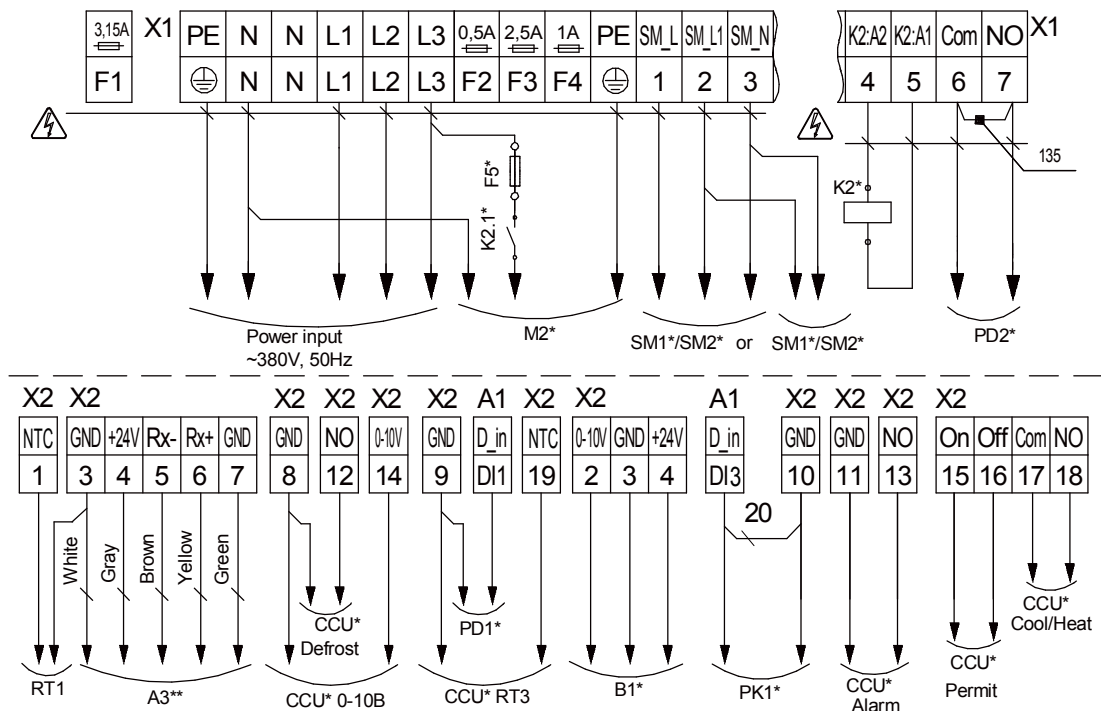 3,15A X1 PE N N L1 L2 L3 0,5A 2,5A 1A PE SM_L SM_L1 SM_N K2:A2 K2:A1 Com NO X1
F1 N N L1 L2 L3 F2 F3 F4 1 2 3 4 5 6 7
135
F5*
K2.1*
K2*
Power input
~380V, 50Hz
M2*
SM1*/SM2* or SM1*/SM2*
PD2*
X2 X2 X2 X2 X2 X2 A1 X2 X2 A1 X2 X2 X2 X2
NTC GND +24V Rx- Rx+ GND GND NO 0-10V GND D_in NTC 0-10V GND +24V D_in GND GND NO On Off Com NO
1 3 4 5 6 7 8 12 14 9 DI1 19 2 3 4 DI3 10 11 13 15 16 17 18
20
White
Gray
Brown
Yellow
Green
CCU*
Defrost
PD1*
CCU*
Cool/Heat
RT1
A3**
CCU* 0-10B
CCU* RT3
B1*
PK1*
CCU*
Alarm
CCU*
Permit